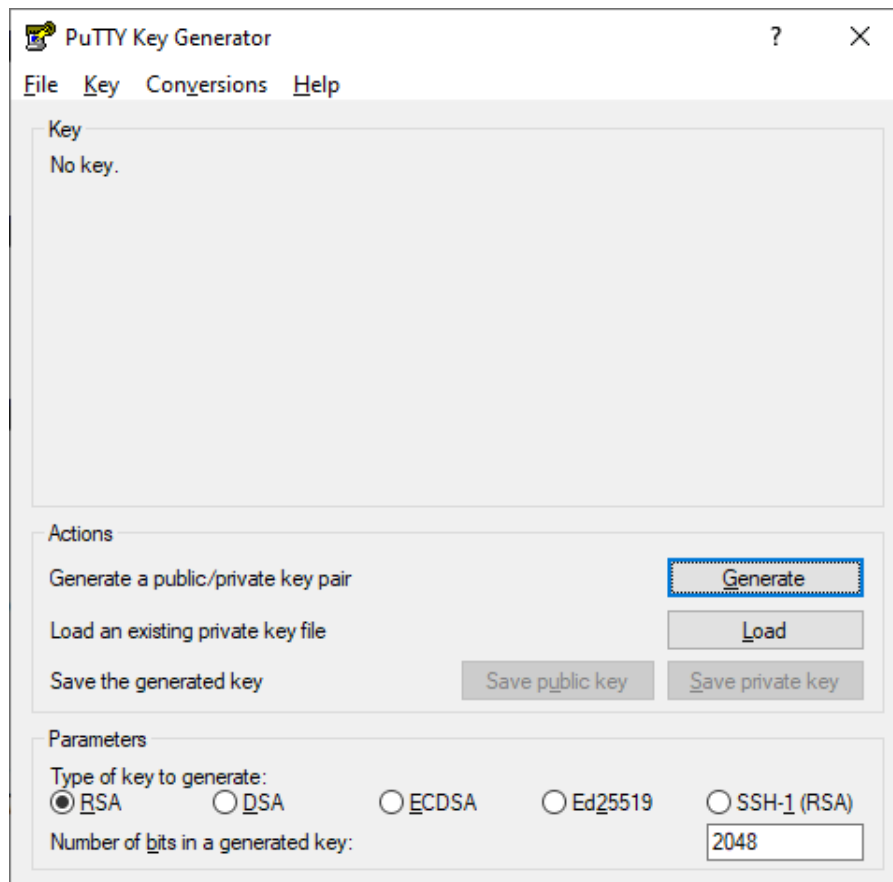 PuTTY Key Generator ?
File Key Conversions Help
Key
No key.
Actions
Generate a public/private key pair Generate
Load an existing private key file Load
Save the generated key Save public key Save private key
Parameters
Type of key to generate:
RSA DSA ECDSA Ed25519 SSH-1 (RSA)
Number of bits in a generated key: 2048